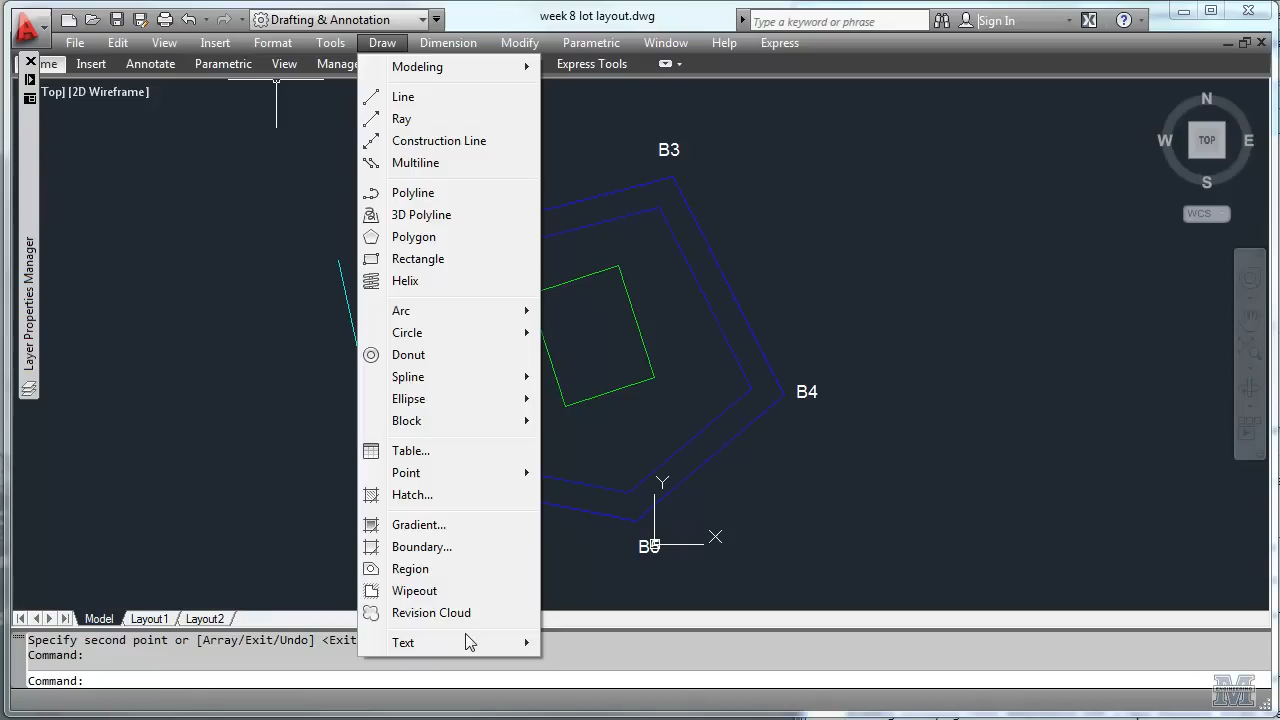 Drafting & Annotation
week 8 lot layout.dwg
Type a keyword or phrase
Sign In
File Edit View Insert Format Tools Draw Dimension Modify Parametric Window Help Express
me Insert Annotate Parametric View Manag Express Tools
Top] [2D Wireframe]
Modeling
Line
Ray
Construction Line
Multiline
Polyline
3D Polyline
Polygon
Rectangle
Helix
Arc
Circle
Donut
Spline
Ellipse
Block
Table...
Point
Hatch...
Gradient...
Boundary...
Region
Wipeout
Revision Cloud
Text
Layer Properties Manager
B3
B4
B5
Y
X
N
W TOP E
S
WCS
Model Layout1 Layout2
Specify second point or [Array/Exit/Undo] <Exit
Command:
Command:
M
ENGINEERING